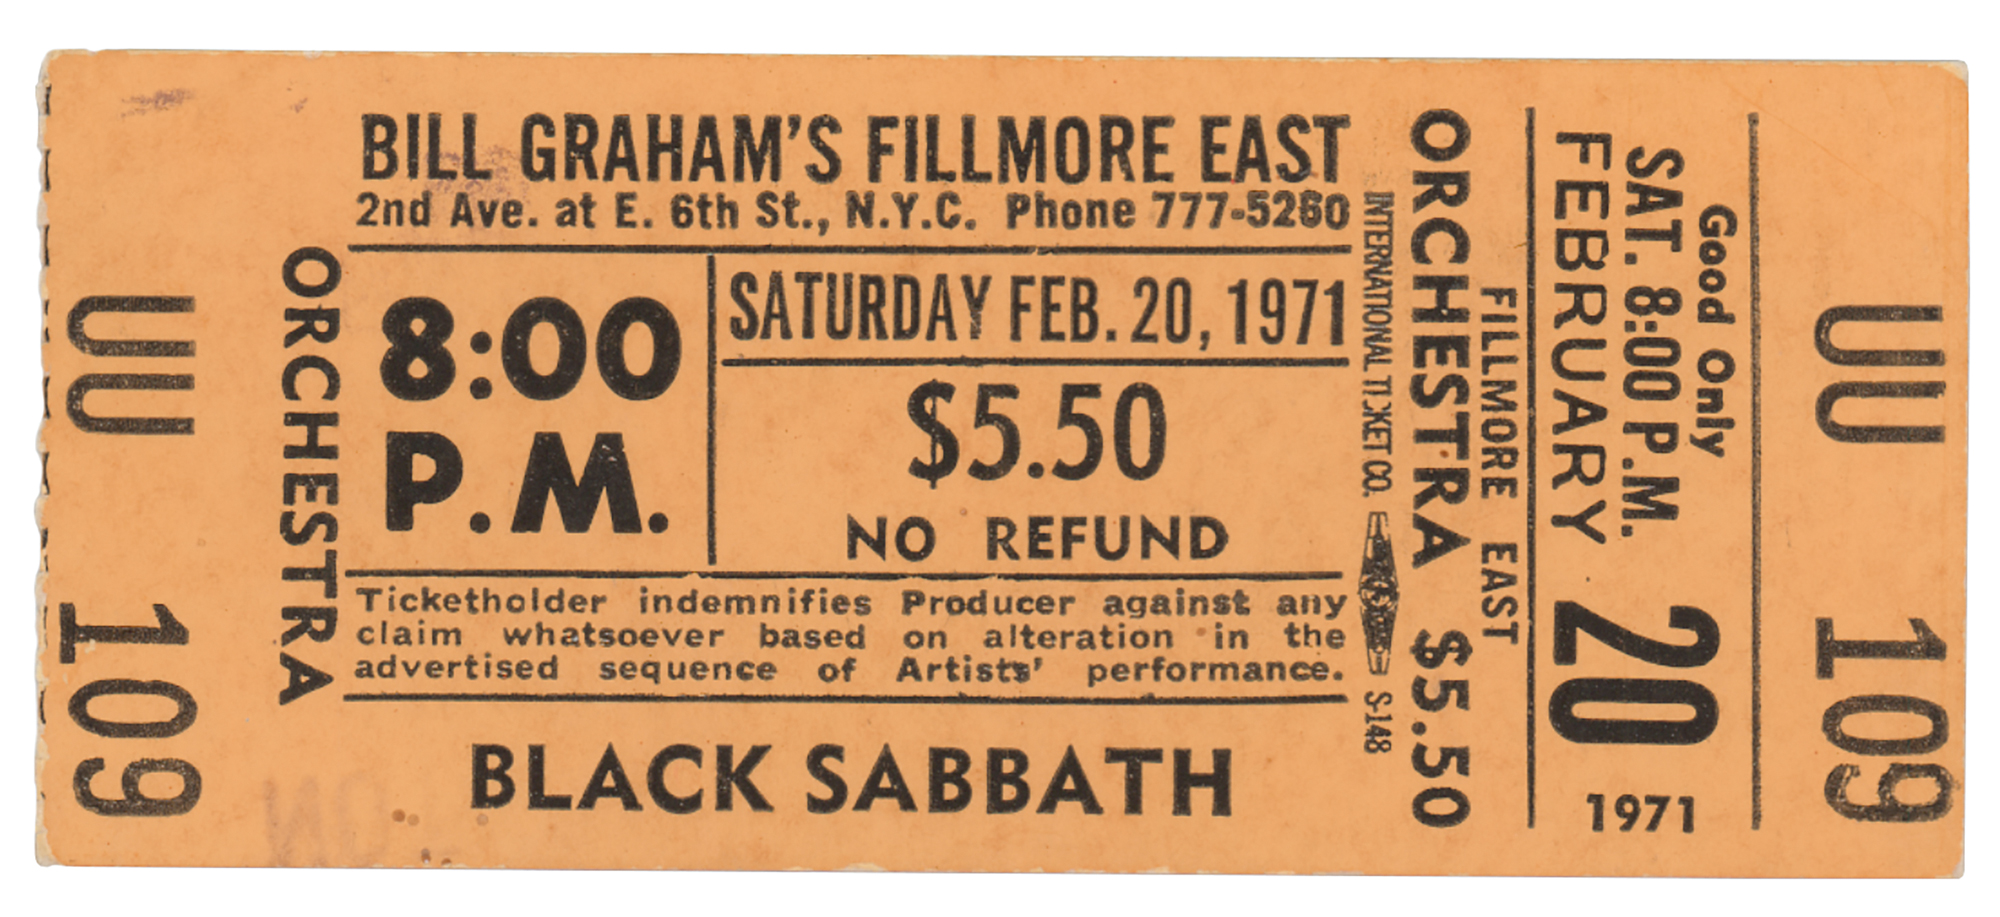 UU 109
ORCHESTRA
BILL GRAHAM'S FILLMORE EAST
2nd Ave. at E. 6th St., N.Y.C. Phone 777-5260
8:00
P.M.
SATURDAY FEB. 20, 1971
$5.50
NO REFUND
Ticketholder indemnifies Producer against any
claim whatsoever based on alteration in the
advertised sequence of Artists' performance.
BLACK SABBATH
INTERNATIONAL TICKET CO. S-148
ORCHESTRA $5.50
FILLMORE EAST
Good Only
SAT. 8:00 P.M.
FEBRUARY 20
1971
UU 109